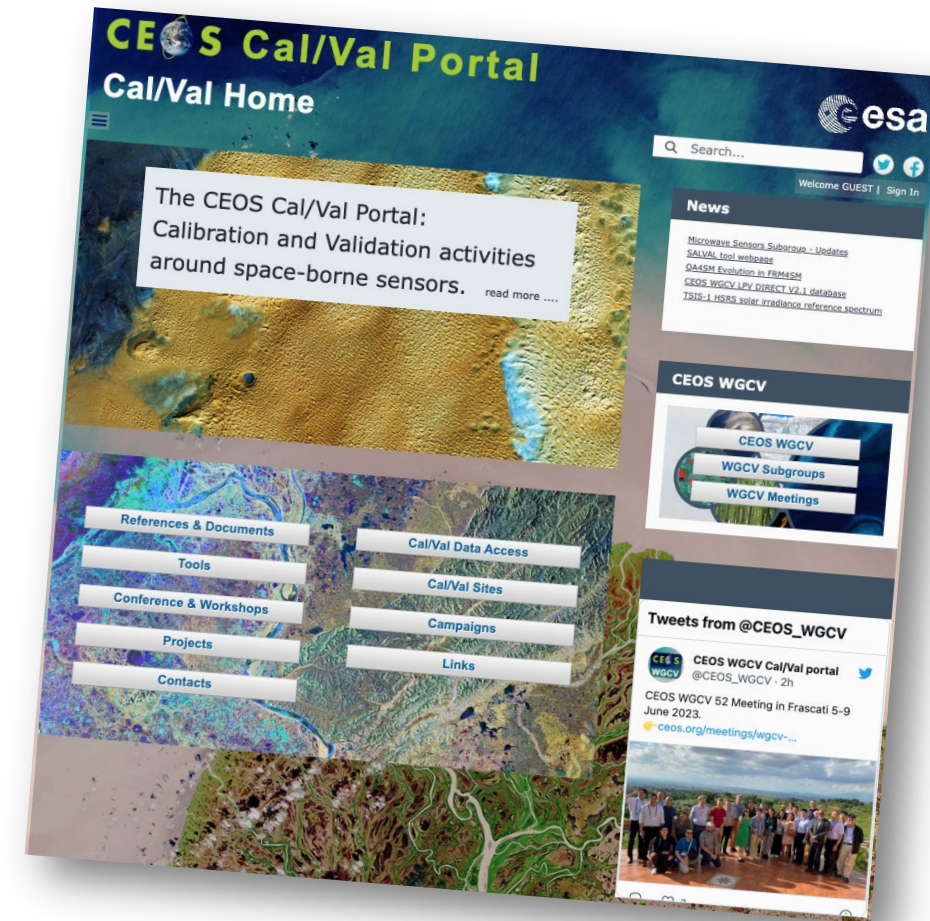 CEOS Cal/Val Portal
Cal/Val Home
esa
Search...
Welcome GUEST | Sign In
The CEOS Cal/Val Portal:
Calibration and Validation activities
around space-borne sensors. read more ....
News
Microwave Sensors Subgroup - Updates
SALVAL tool webpage
QA4SM Evolution in FRM4SM
CEOS WGCV LPV DIRECT V2.1 database
TSIS-1 HSRS solar irradiance reference spectrum
CEOS WGCV
CEOS WGCV
WGCV Subgroups
WGCV Meetings
References & Documents
Tools
Conference & Workshops
Projects
Contacts
Cal/Val Data Access
Cal/Val Sites
Campaigns
Links
Tweets from @CEOS_WGCV
CEOS
WGCV
CEOS WGCV Cal/Val portal
@CEOS_WGCV · 2h
CEOS WGCV 52 Meeting in Frascati 5-9
June 2023.
👉ceos.org/meetings/wgcv-...